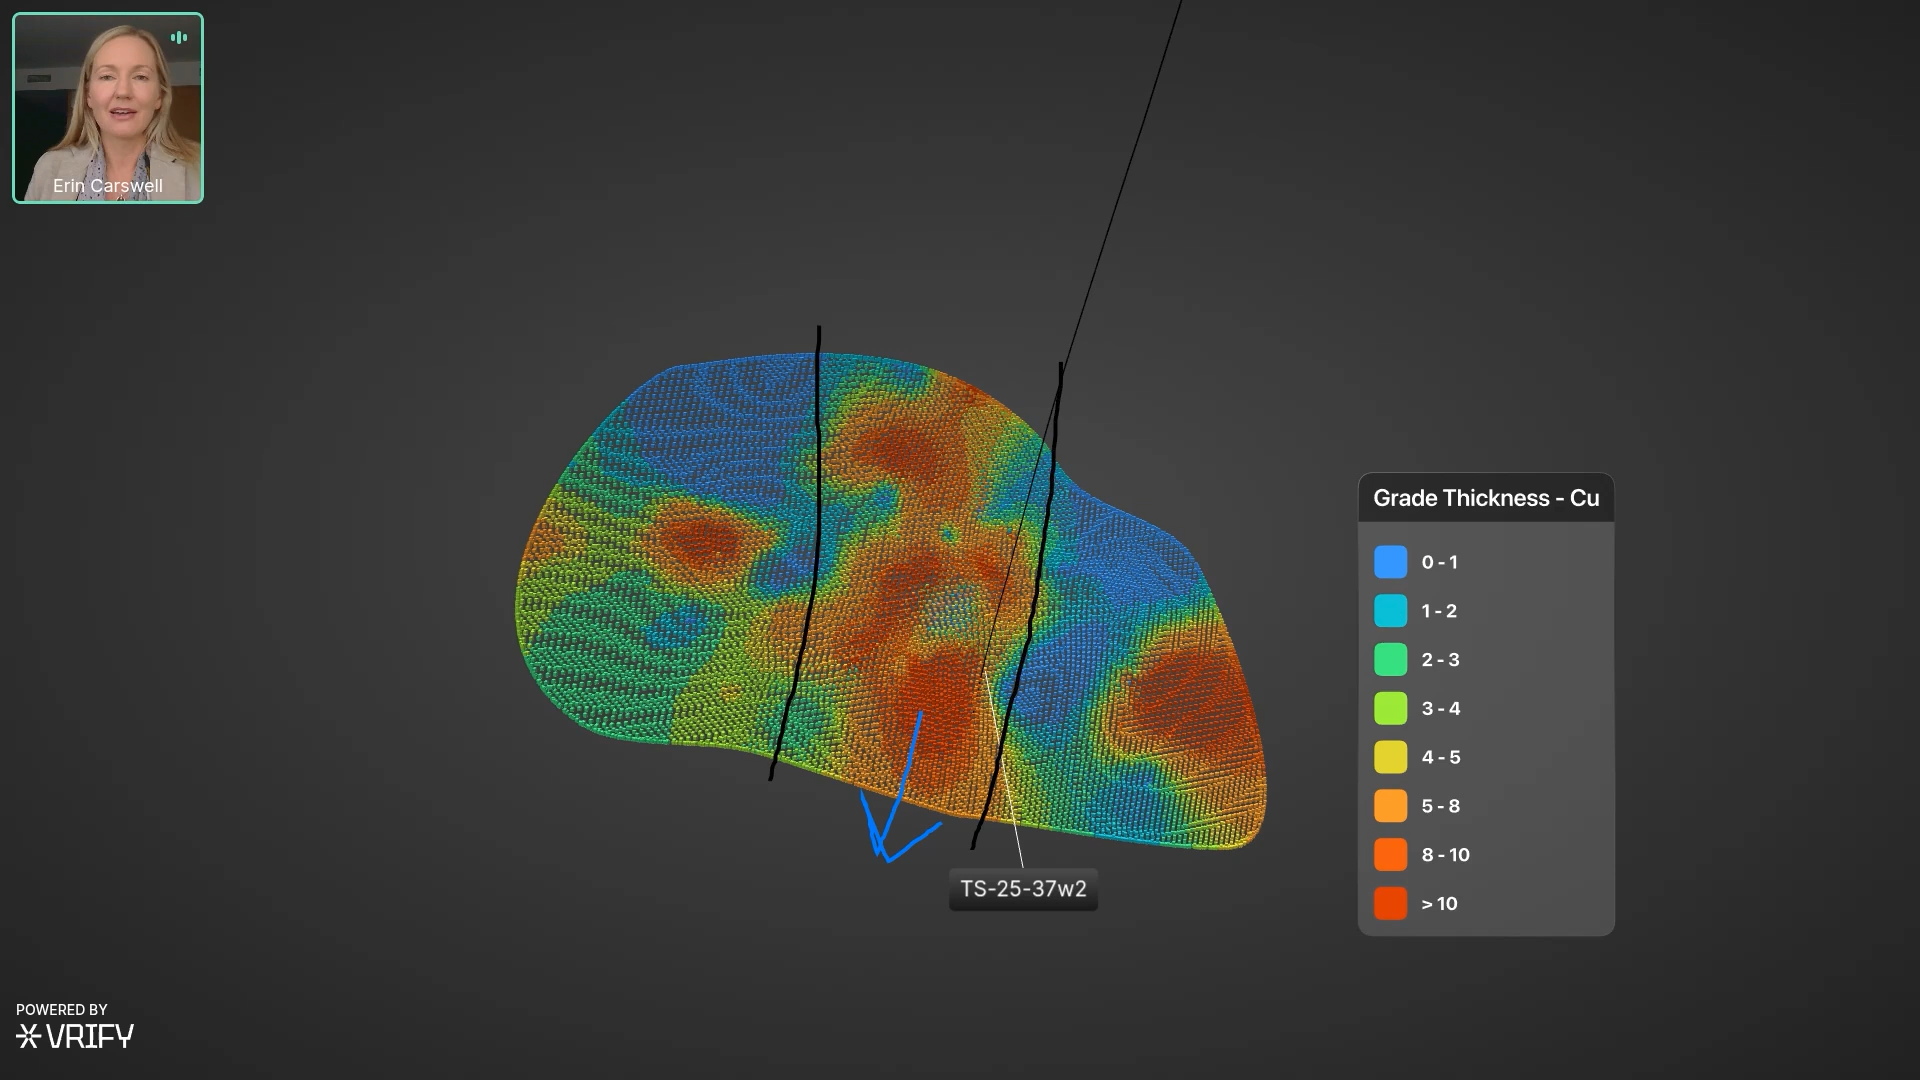 Erin Carswell
Grade Thickness - Cu
0 - 1
1 - 2
2 - 3
3 - 4
4 - 5
5 - 8
8 - 10
> 10
TS-25-37w2
POWERED BY
VRIFY